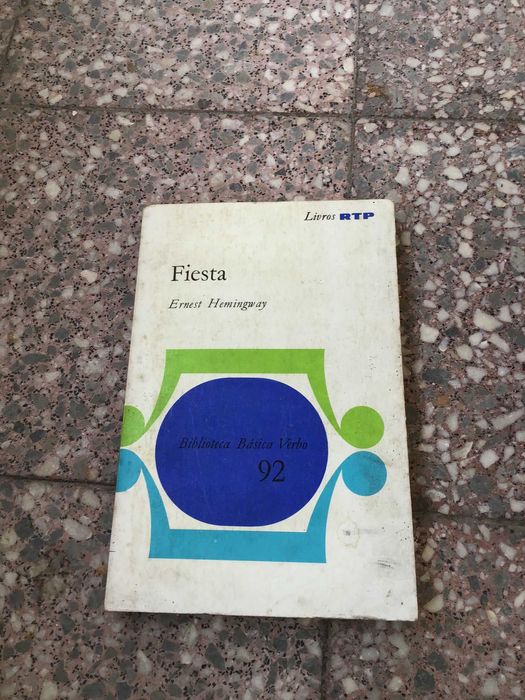 Livros RTP
Fiesta
Ernest Hemingway
Biblioteca Básica Verbo
92